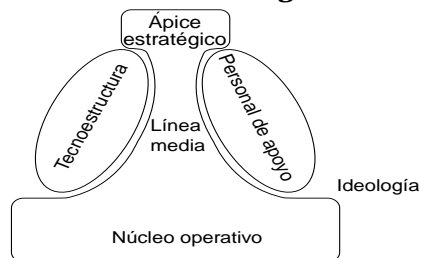 Ápice
estratégico
Tecnoestructura
Personal de apoyo
Línea
media
Ideología
Núcleo operativo